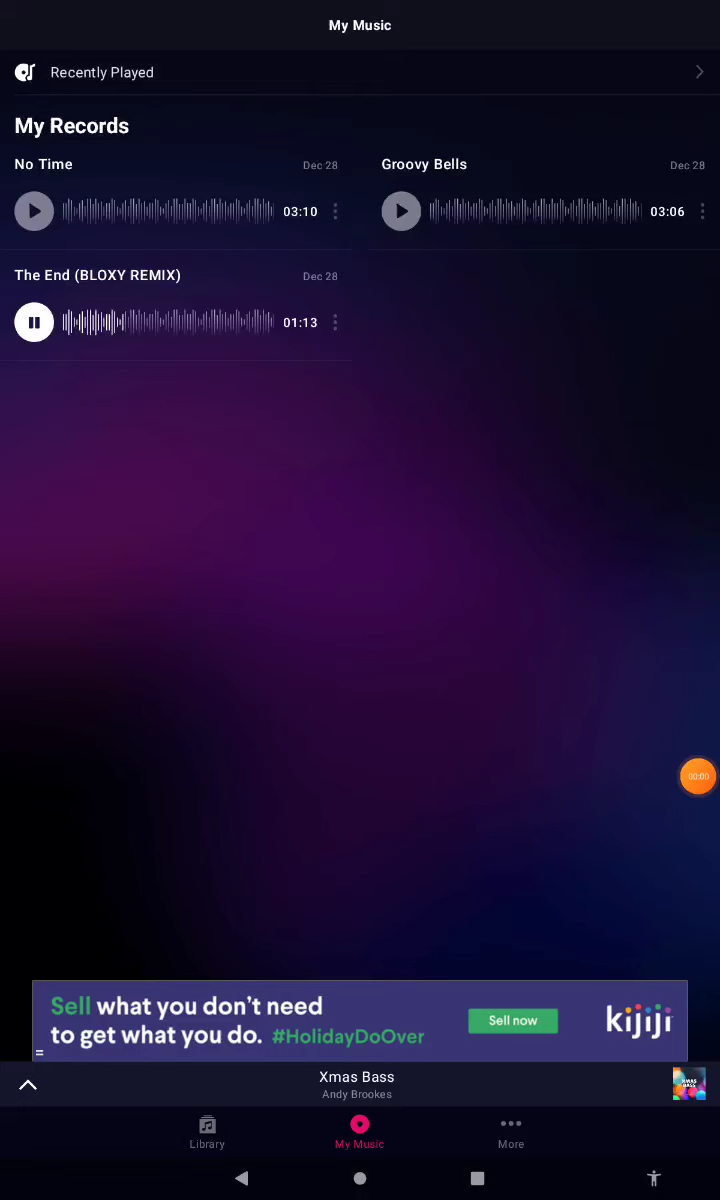 My Music
Recently Played
My Records
No Time
Dec 28
03:10
Groovy Bells
Dec 28
03:06
The End (BLOXY REMIX)
Dec 28
01:13
00:00
Sell what you don't need
to get what you do. #HolidayDoOver
Sell now
kijiji
Xmas Bass
Andy Brookes
XMAS
BASS
Library
My Music
More